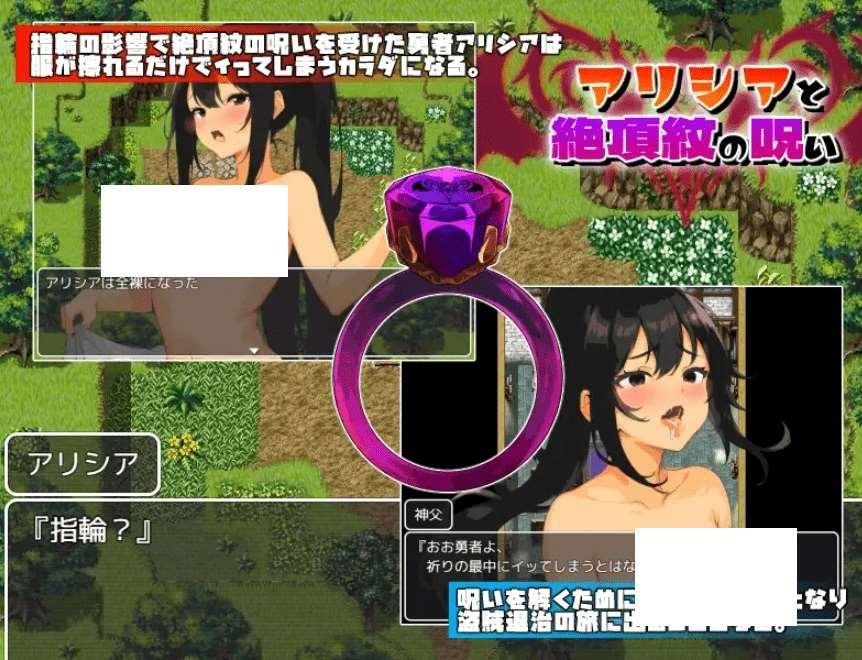 指輪の影響で絶頂紋の呪いを受けた勇者アリシアは
服が擦れるだけでイってしまうカラダになる。
アリシアと
絶頂紋の呪い
アリシアは全裸になった
アリシア
『指輪？』
神父
『おお勇者よ、
祈りの最中にイッてしまうとはな
呪いを解くために
となり
盗賊退治の旅に出